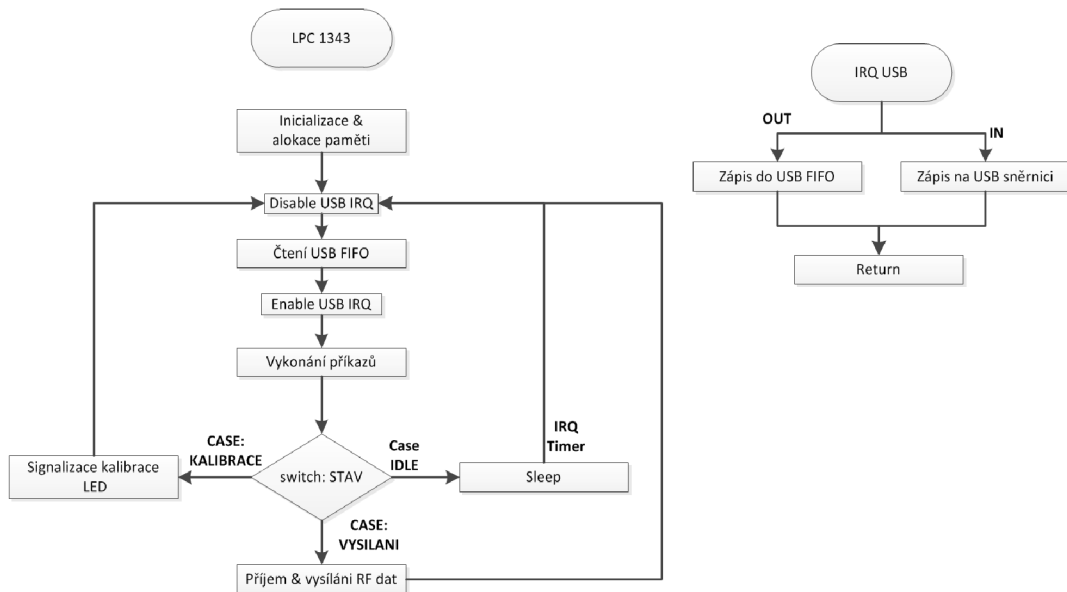 LPC 1343
Inicializace &
alokace paměti
Disable USB IRQ
Čtení USB FIFO
Enable USB IRQ
Vykonání příkazů
switch: STAV
CASE:
KALIBRACE
Signalizace kalibrace
LED
Case
IDLE
Sleep
IRQ
Timer
CASE:
VYSILANI
Příjem & vysíláni RF dat
IRQ USB
OUT
IN
Zápis do USB FIFO
Zápis na USB sněrnici
Return